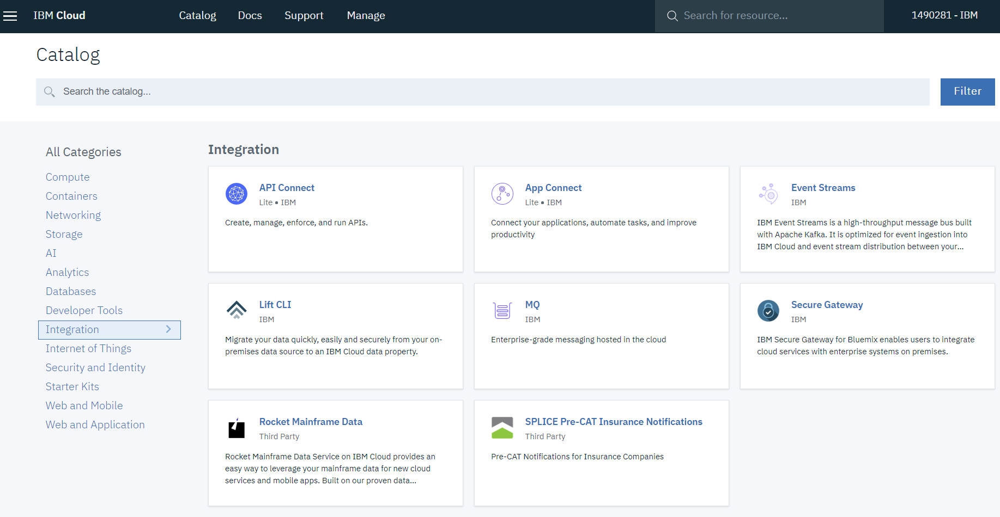 IBM Cloud
Catalog
Docs
Support
Manage
Search for resource...
1490281 - IBM
Catalog
Search the catalog...
Filter
All Categories
Compute
Containers
Networking
Storage
AI
Analytics
Databases
Developer Tools
Integration
Internet of Things
Security and Identity
Starter Kits
Web and Mobile
Web and Application
Integration
API Connect
Lite • IBM
Create, manage, enforce, and run APIs.
App Connect
Lite • IBM
Connect your applications, automate tasks, and improve
productivity
Event Streams
IBM
IBM Event Streams is a high-throughput message bus built
with Apache Kafka. It is optimized for event ingestion into
IBM Cloud and event stream distribution between your...
Lift CLI
IBM
Migrate your data quickly, easily and securely from your on-
premises data source to an IBM Cloud data property.
MQ
IBM
Enterprise-grade messaging hosted in the cloud
Secure Gateway
IBM
IBM Secure Gateway for Bluemix enables users to integrate
cloud services with enterprise systems on premises.
Rocket Mainframe Data
Third Party
Rocket Mainframe Data Service on IBM Cloud provides an
easy way to leverage your mainframe data for new cloud
services and mobile apps. Built on our proven data...
SPLICE Pre-CAT Insurance Notifications
Third Party
Pre-CAT Notifications for Insurance Companies